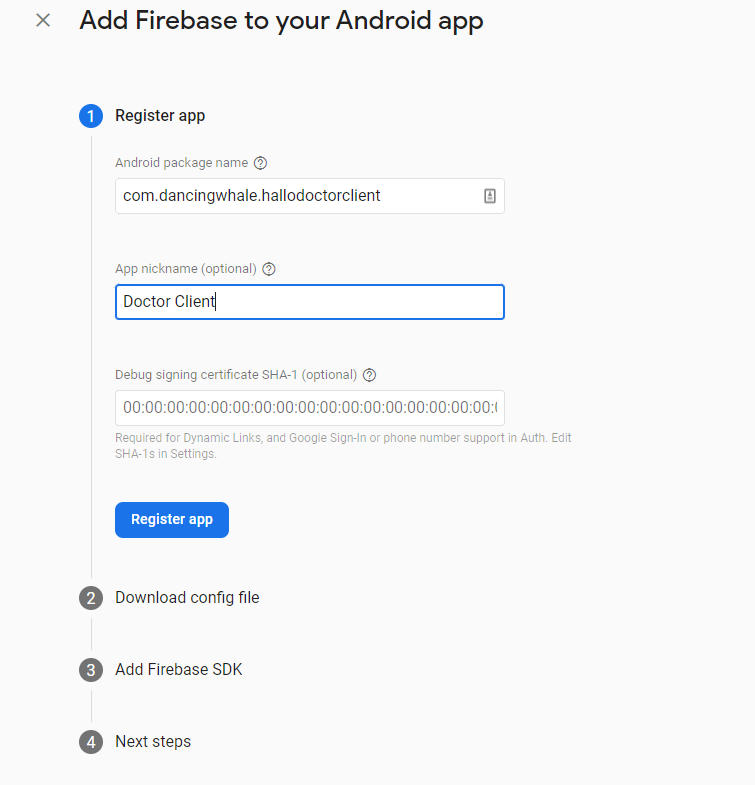 Add Firebase to your Android app
1 Register app
Android package name
com.dancingwhale.hallodoctorclient
App nickname (optional)
Doctor Client
Debug signing certificate SHA-1 (optional)
00:00:00:00:00:00:00:00:00:00:00:00:00:00:00:00:00:
Required for Dynamic Links, and Google Sign-In or phone number support in Auth. Edit
SHA-1s in Settings.
Register app
2 Download config file
3 Add Firebase SDK
4 Next steps